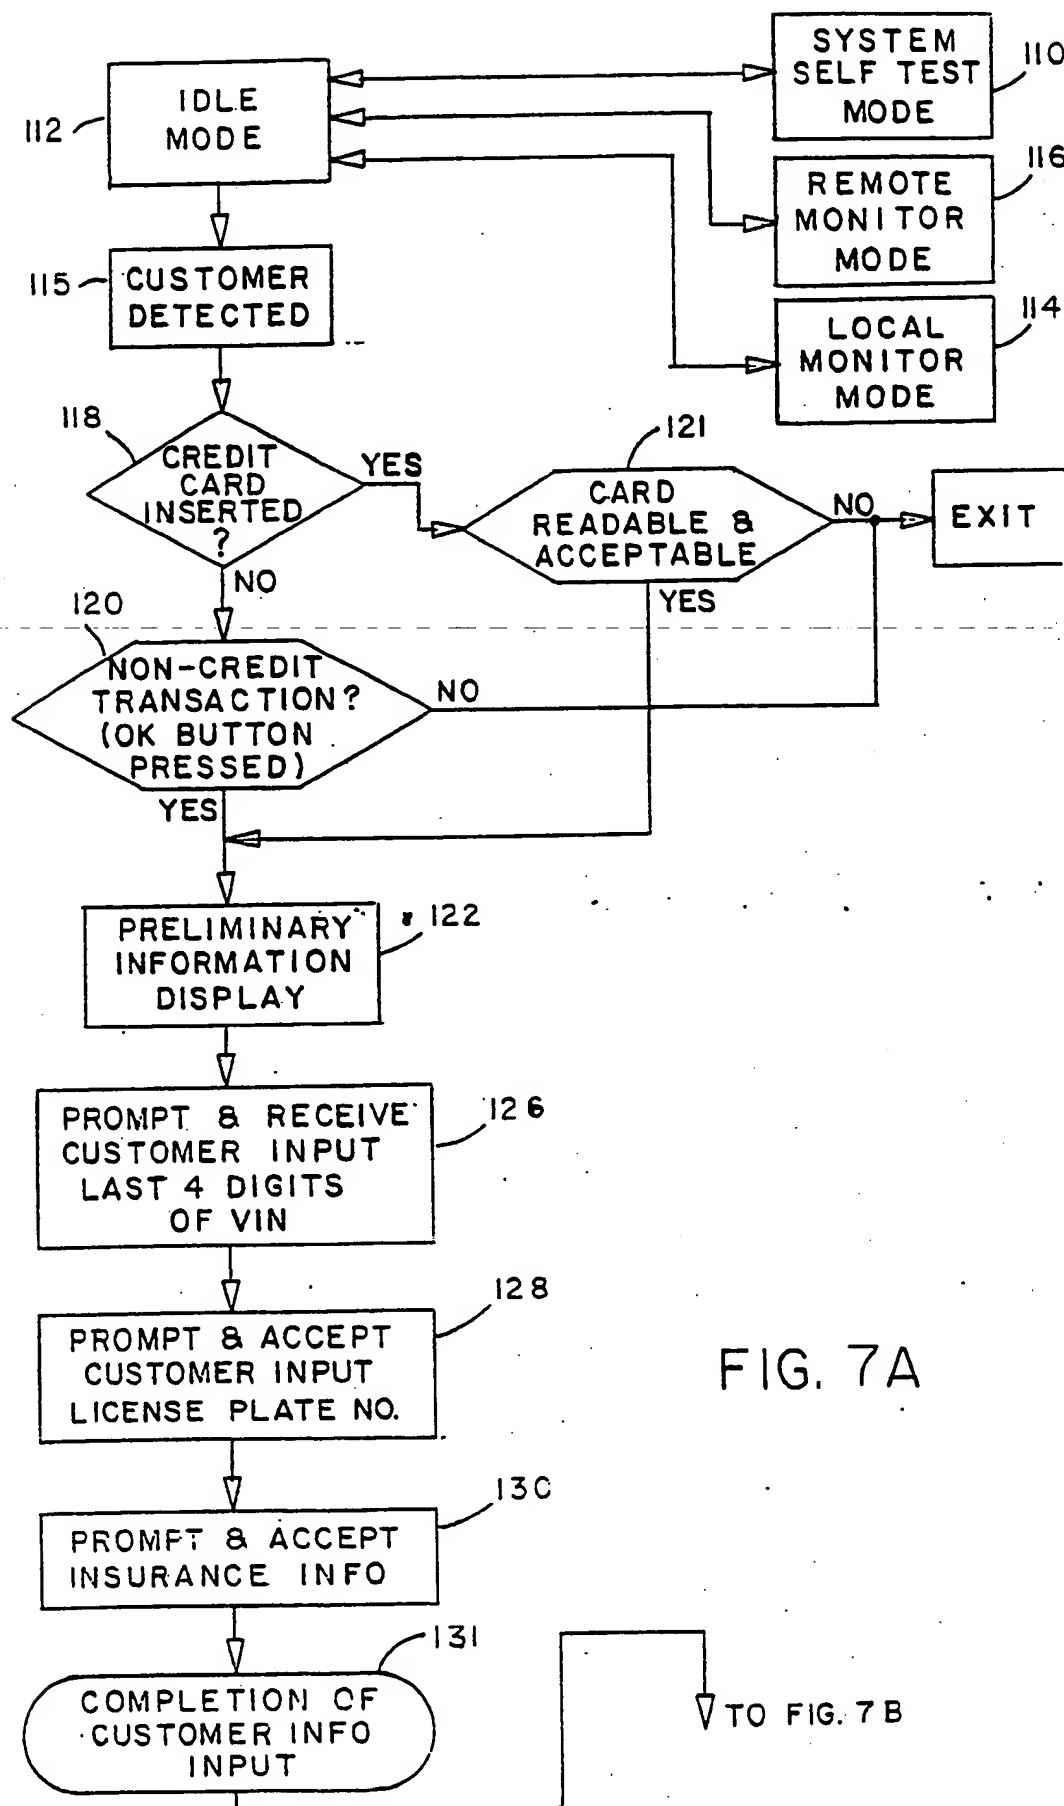 SYSTEM
SELF TEST
MODE
110
IDLE
MODE
112
REMOTE
MONITOR
MODE
116
CUSTOMER
DETECTED
115
LOCAL
MONITOR
MODE
114
118
CREDIT
CARD
INSERTED
?
YES
NO
121
CARD
READABLE &
ACCEPTABLE
NO
EXIT
YES
120
NON-CREDIT
TRANSACTION?
(OK BUTTON
PRESSED)
NO
YES
PRELIMINARY
INFORMATION
DISPLAY
122
PROMPT & RECEIVE
CUSTOMER INPUT
LAST 4 DIGITS
OF VIN
126
PROMPT & ACCEPT
CUSTOMER INPUT
LICENSE PLATE NO.
128
FIG. 7A
PROMPT & ACCEPT
INSURANCE INFO
130
131
COMPLETION OF
CUSTOMER INFO
INPUT
TO FIG. 7B